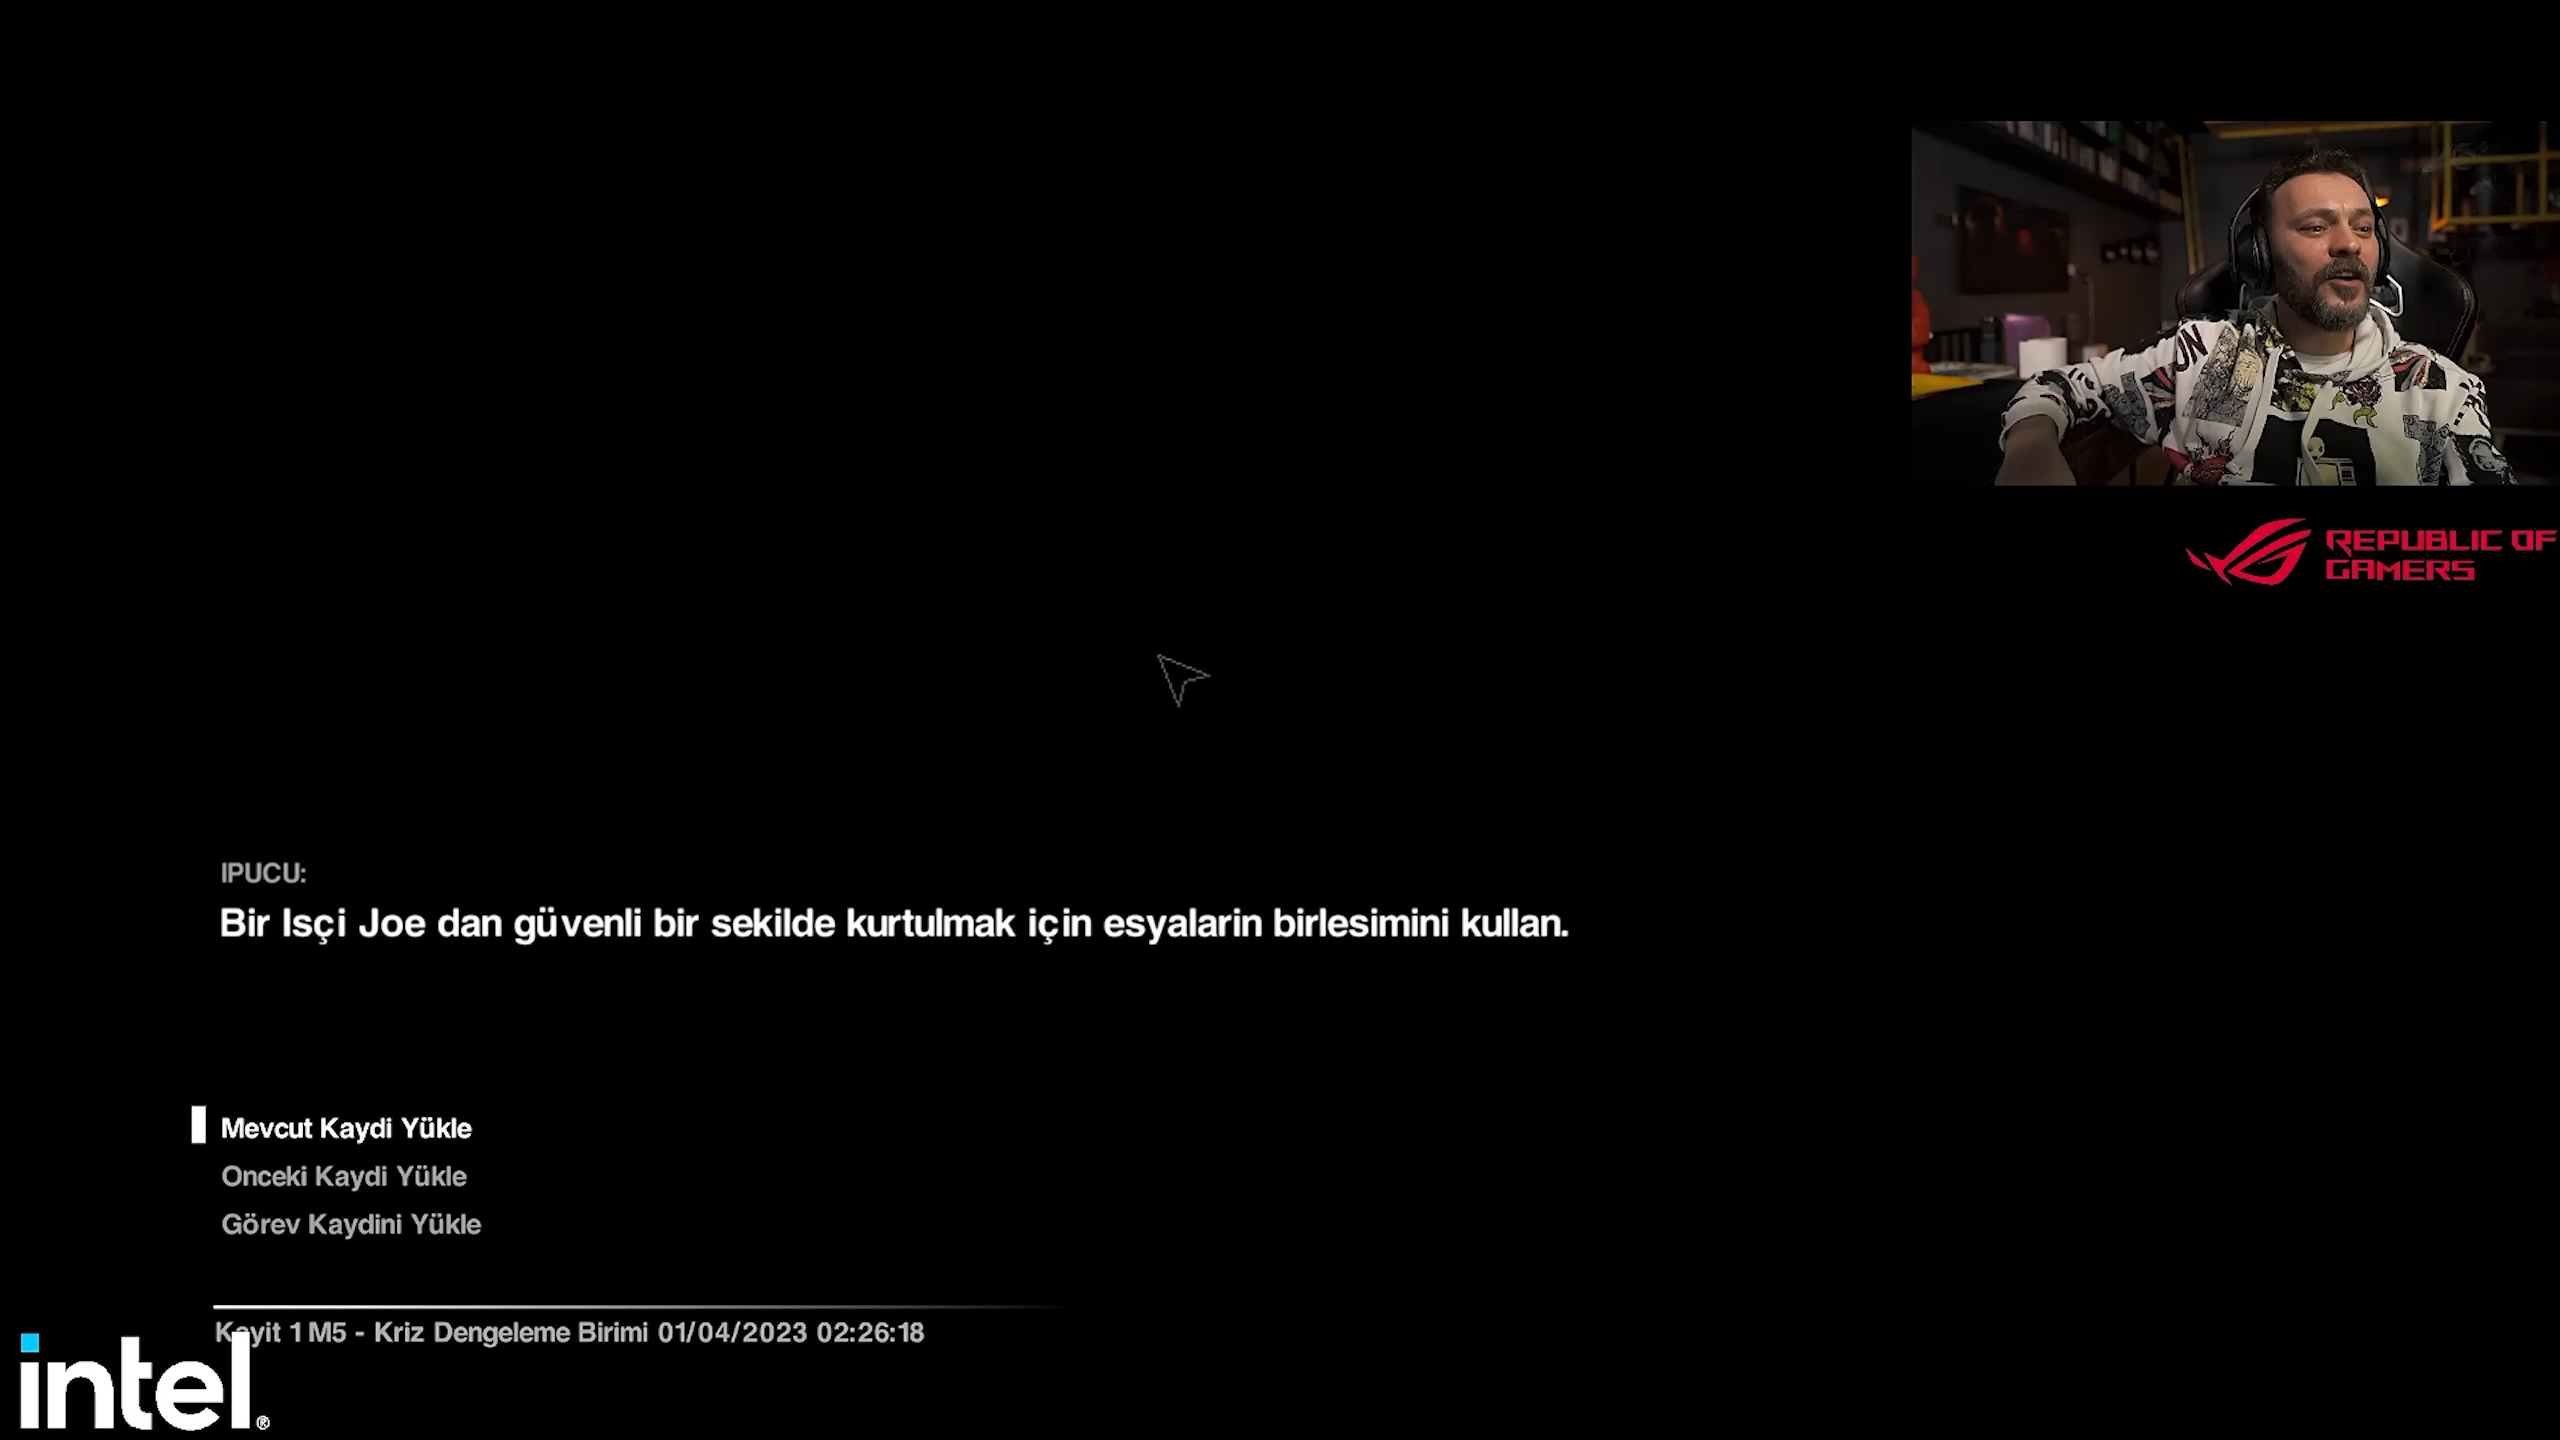 REPUBLIC OF
GAMERS
IPUCU:
Bir Isçi Joe dan güvenli bir sekilde kurtulmak için esyalarin birlesimini kullan.
Mevcut Kaydi Yükle
Onceki Kaydi Yükle
Görev Kaydini Yükle
Kayit 1 M5 - Kriz Dengeleme Birimi 01/04/2023 02:26:18
intel®